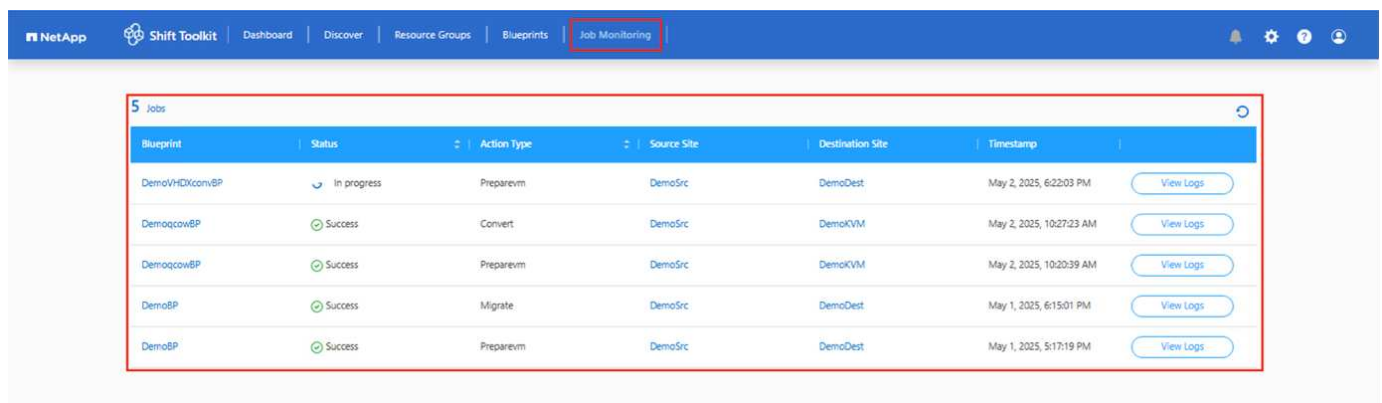 NetApp Shift Toolkit Dashboard Discover Resource Groups Blueprints Job Monitoring ?
5 Jobs
Blueprint Status Action Type Source Site Destination Site Timestamp
DemoVHDXconvBP In progress Preparevm DemoSrc DemoDest May 2, 2025, 6:22:03 PM View Logs
DemoqcowBP Success Convert DemoSrc DemoKVM May 2, 2025, 10:27:23 AM View Logs
DemoqcowBP Success Preparevm DemoSrc DemoKVM May 2, 2025, 10:20:39 AM View Logs
DemoBP Success Migrate DemoSrc DemoDest May 1, 2025, 6:15:01 PM View Logs
DemoBP Success Preparevm DemoSrc DemoDest May 1, 2025, 5:17:19 PM View Logs